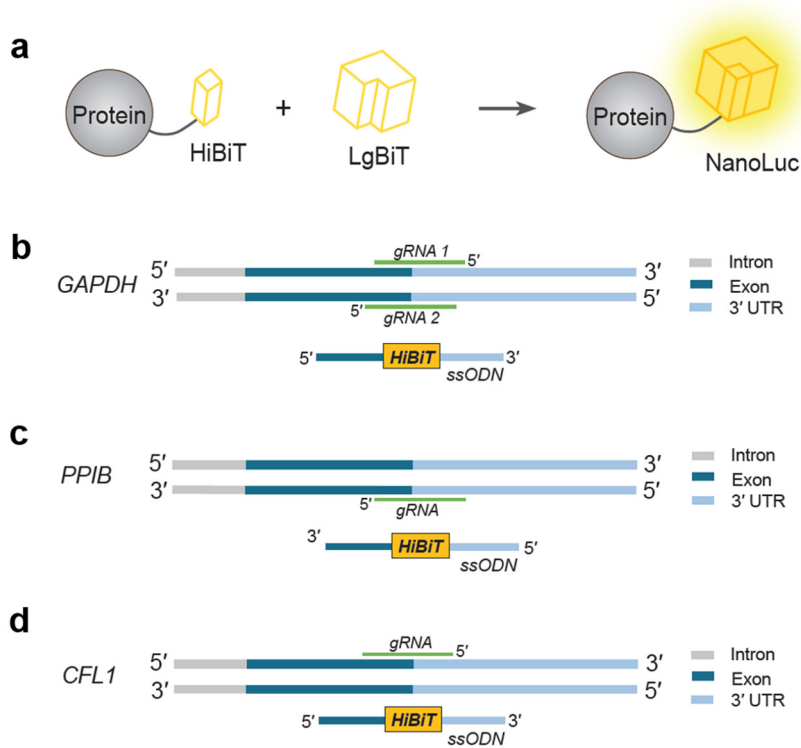 a
Protein
HiBiT
+
LgBiT
Protein
NanoLuc
b
GAPDH
gRNA 1
5′
5′
3′
3′
5′
5′
gRNA 2
5′
HiBiT
3′
ssODN
Intron
Exon
3′ UTR
c
PPIB
5′
3′
3′
5′
5′
gRNA
3′
HiBiT
5′
ssODN
Intron
Exon
3′ UTR
d
CFL1
gRNA
5′
5′
3′
3′
5′
5′
HiBiT
3′
ssODN
Intron
Exon
3′ UTR